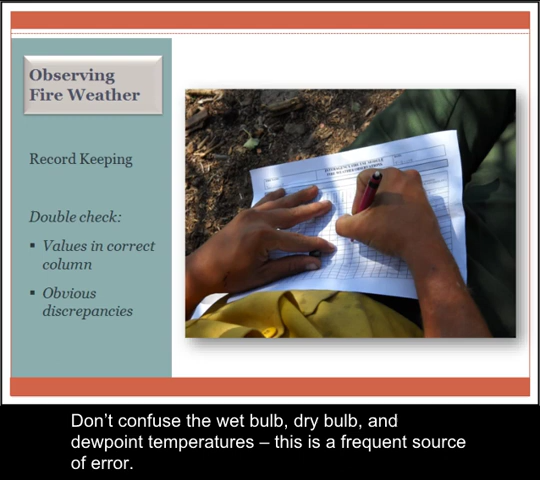 Observing
Fire Weather
Record Keeping
Double check:
▪ Values in correct
column
▪ Obvious
discrepancies
Don't confuse the wet bulb, dry bulb, and
dewpoint temperatures – this is a frequent source
of error.